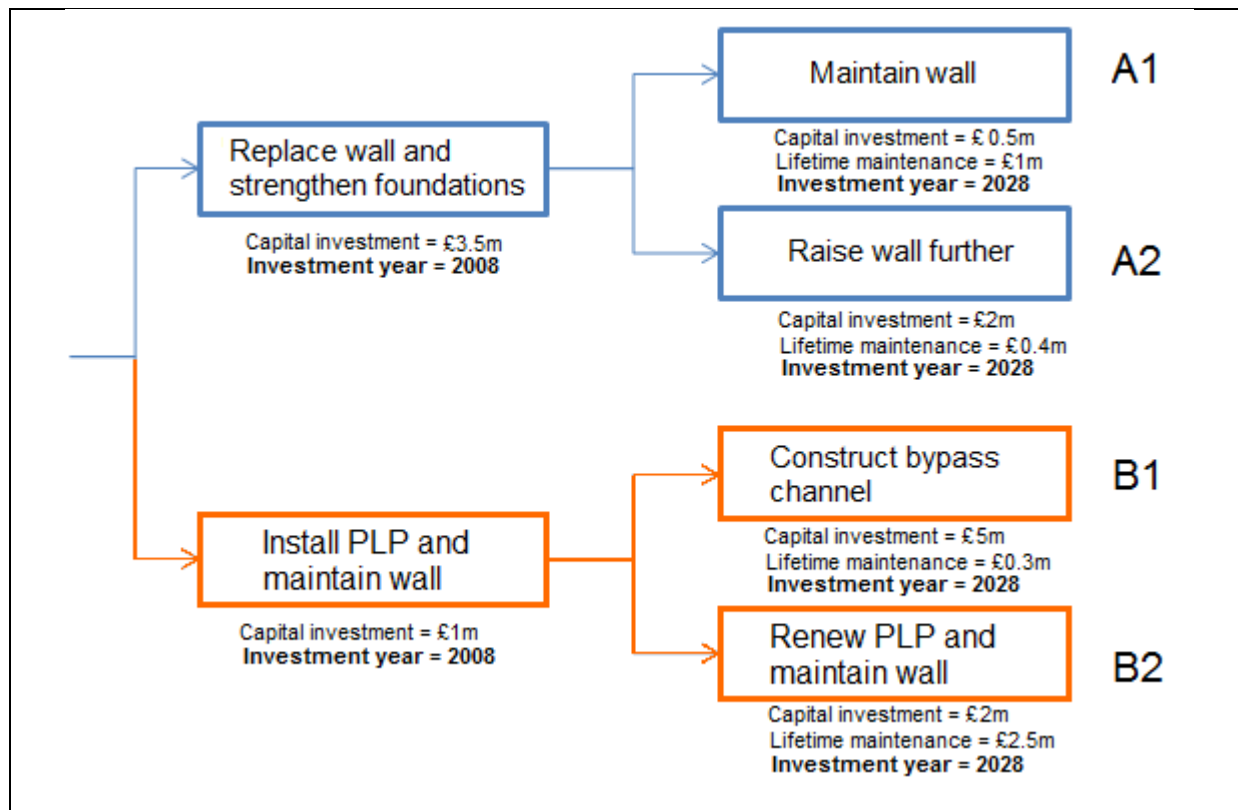 Replace wall and
strengthen foundations
Capital investment = £3.5m
Investment year = 2008
Maintain wall
A1
Capital investment = £ 0.5m
Lifetime maintenance = £1m
Investment year = 2028
Raise wall further
A2
Capital investment = £2m
Lifetime maintenance = £0.4m
Investment year = 2028
Install PLP and
maintain wall
Capital investment = £1m
Investment year = 2008
Construct bypass
channel
B1
Capital investment = £5m
Lifetime maintenance = £0.3m
Investment year = 2028
Renew PLP and
maintain wall
B2
Capital investment = £2m
Lifetime maintenance = £2.5m
Investment year = 2028